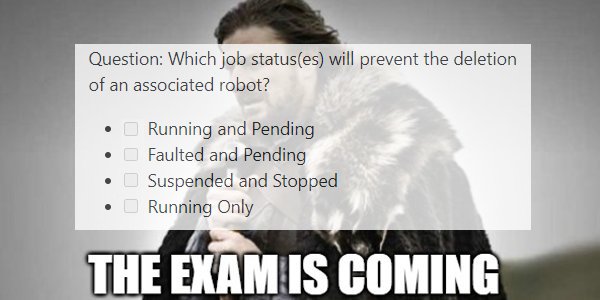 Question: Which job status(es) will prevent the deletion
of an associated robot?
Running and Pending
Faulted and Pending
Suspended and Stopped
Running Only
THE EXAM IS COMING